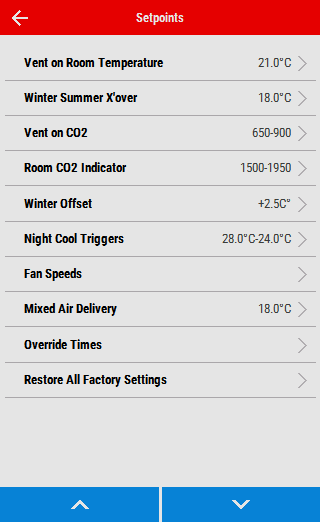 Setpoints
Vent on Room Temperature 21.0°C
Winter Summer X'over 18.0°C
Vent on CO2 650-900
Room CO2 Indicator 1500-1950
Winter Offset +2.5C°
Night Cool Triggers 28.0°C-24.0°C
Fan Speeds
Mixed Air Delivery 18.0°C
Override Times
Restore All Factory Settings